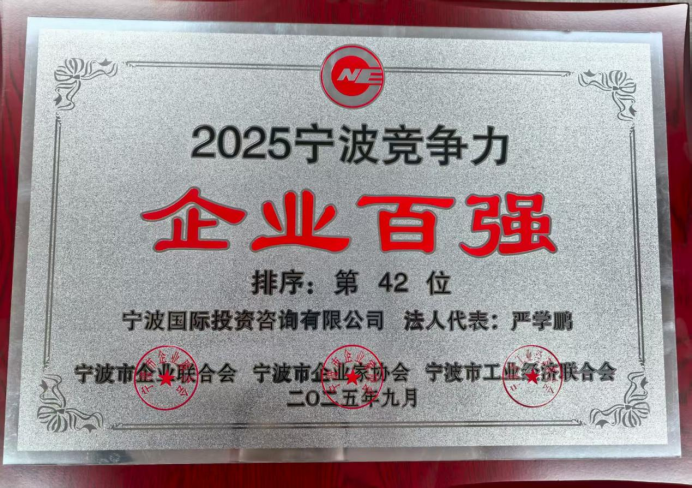 NE
2025宁波竞争力
企业百强
排序：第 42 位
宁波国际投资咨询有限公司 法人代表：严学鹏
宁波市企业联合会 宁波市企业家协会 宁波市工业经济联合会
二〇二五年九月